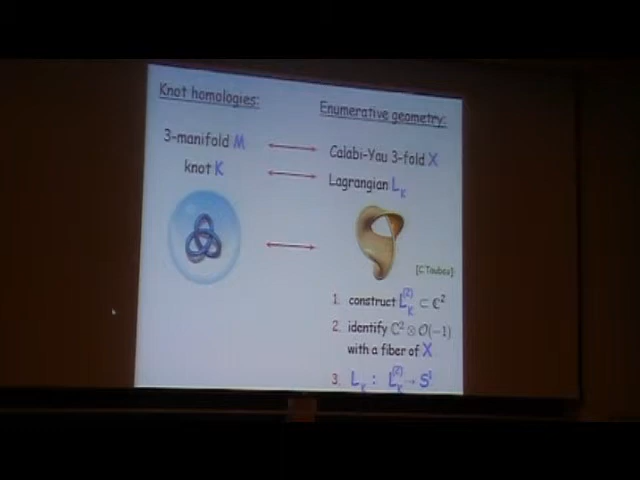 Knot homologies:
Enumerative geometry:
3-manifold M
Calabi-Yau 3-fold X
knot K
Lagrangian L_K
[C.Taubes]
1. construct L_K^(2) ⊂ ℂ²
2. identify ℂ² ⊗ O(-1)
with a fiber of X
3. L_K : L_K^(2) → S¹